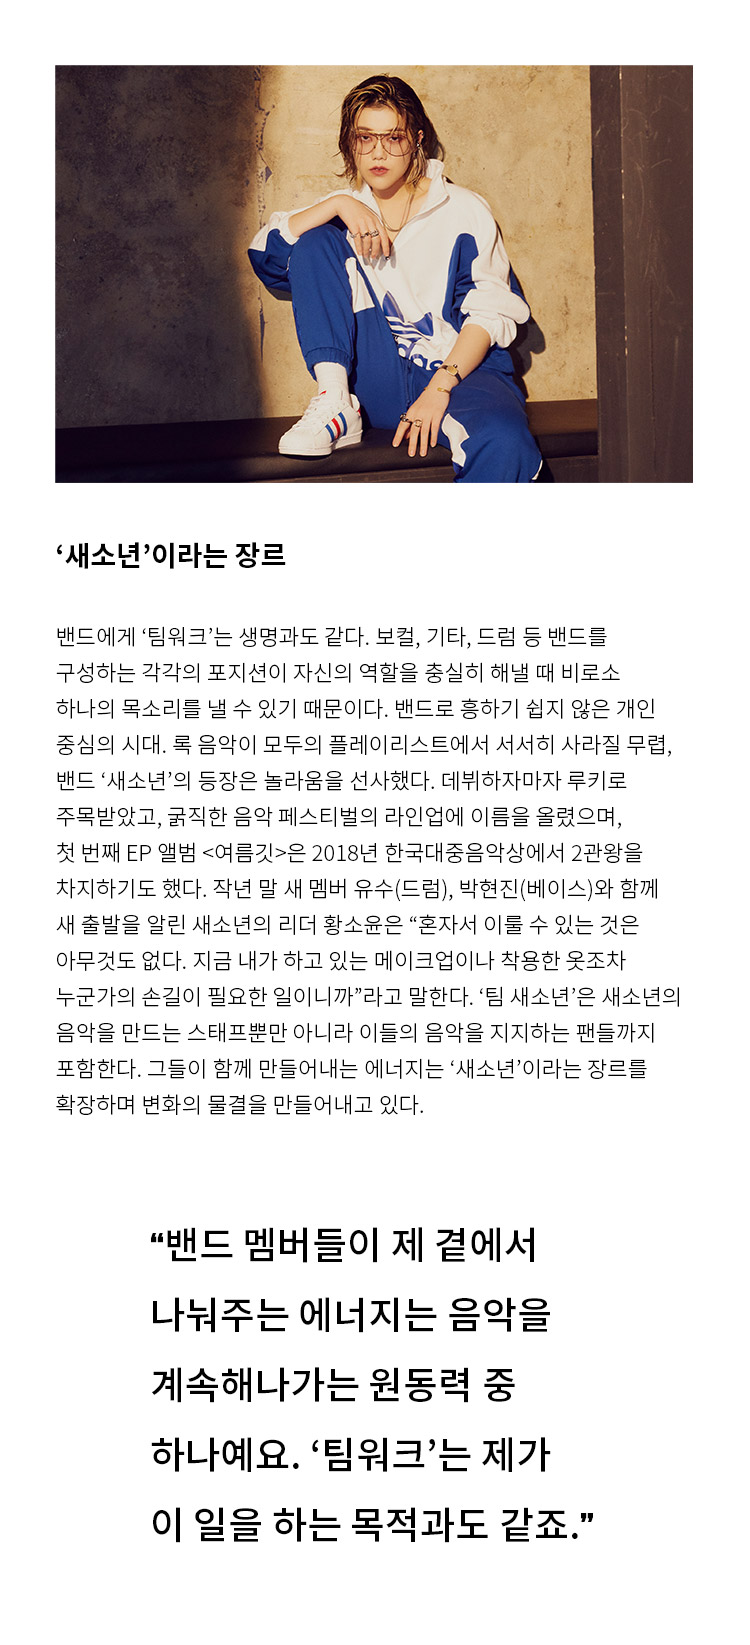 adidas
‘새소년’이라는 장르
밴드에게 ‘팀워크’는 생명과도 같다. 보컬, 기타, 드럼 등 밴드를
구성하는 각각의 포지션이 자신의 역할을 충실히 해낼 때 비로소
하나의 목소리를 낼 수 있기 때문이다. 밴드로 흥하기 쉽지 않은 개인
중심의 시대. 록 음악이 모두의 플레이리스트에서 서서히 사라질 무렵,
밴드 ‘새소년’의 등장은 놀라움을 선사했다. 데뷔하자마자 루키로
주목받았고, 굵직한 음악 페스티벌의 라인업에 이름을 올렸으며,
첫 번째 EP 앨범 <여름깃>은 2018년 한국대중음악상에서 2관왕을
차지하기도 했다. 작년 말 새 멤버 유수(드럼), 박현진(베이스)와 함께
새 출발을 알린 새소년의 리더 황소윤은 “혼자서 이룰 수 있는 것은
아무것도 없다. 지금 내가 하고 있는 메이크업이나 착용한 옷조차
누군가의 손길이 필요한 일이니까”라고 말한다. ‘팀 새소년’은 새소년의
음악을 만드는 스태프뿐만 아니라 이들의 음악을 지지하는 팬들까지
포함한다. 그들이 함께 만들어내는 에너지는 ‘새소년’이라는 장르를
확장하며 변화의 물결을 만들어내고 있다.
“밴드 멤버들이 제 곁에서
나눠주는 에너지는 음악을
계속해나가는 원동력 중
하나예요. ‘팀워크’는 제가
이 일을 하는 목적과도 같죠.”